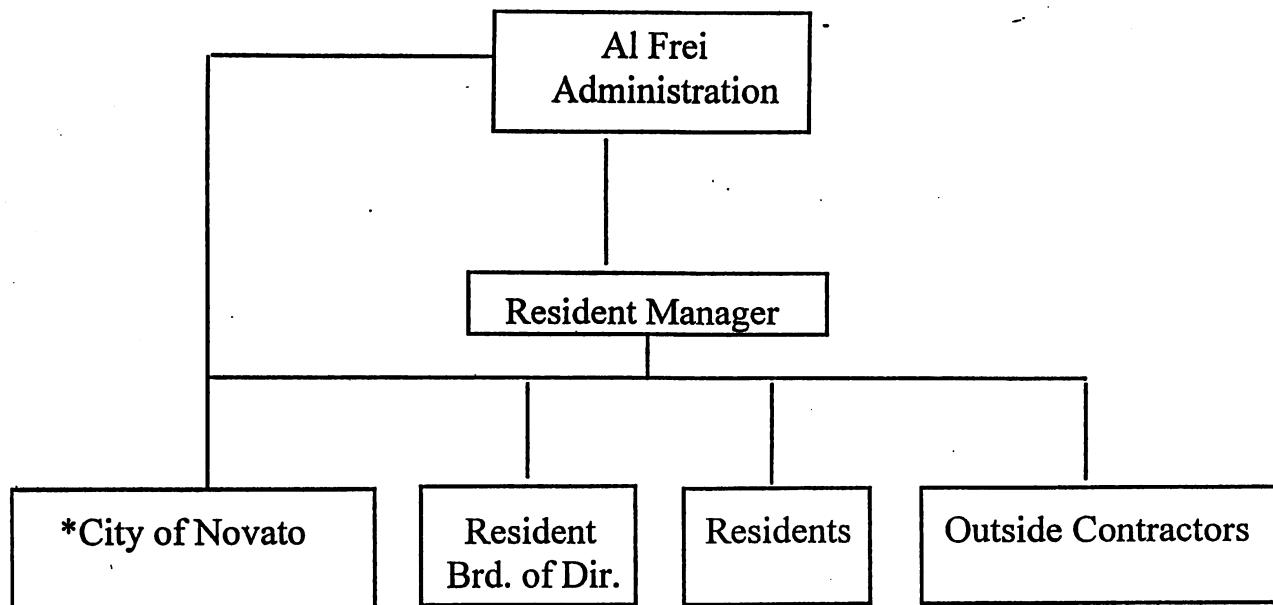 Al Frei
Administration
Resident Manager
*City of Novato
Resident
Brd. of Dir.
Residents
Outside Contractors